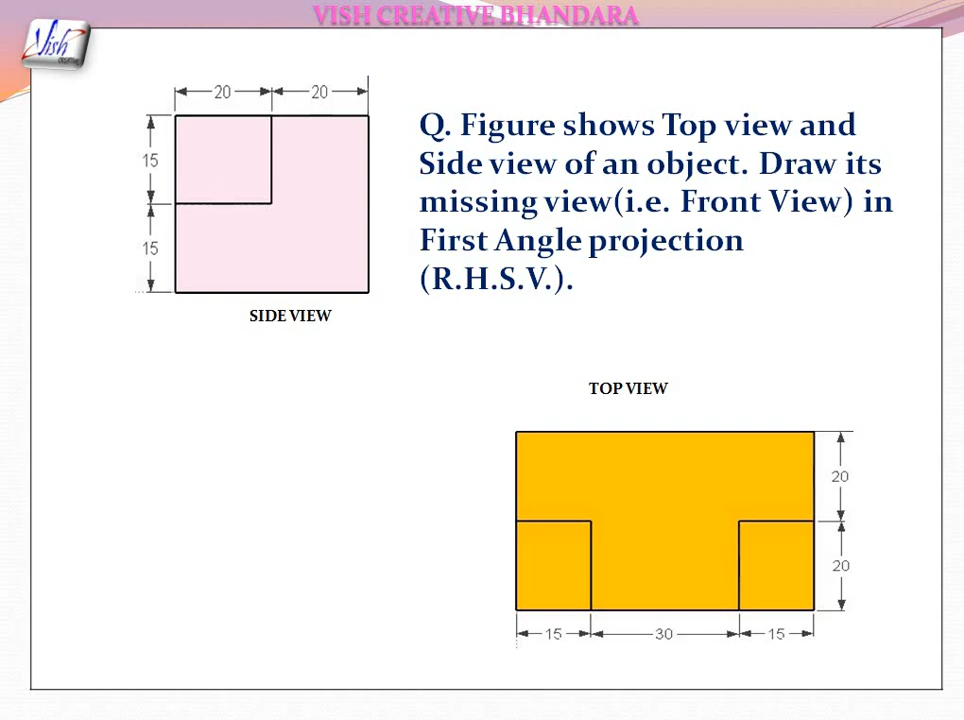 VISH CREATIVE BHANDARA
Vish
CREATIVE
20 20
15
15
SIDE VIEW
Q. Figure shows Top view and
Side view of an object. Draw its
missing view(i.e. Front View) in
First Angle projection
(R.H.S.V.).
TOP VIEW
20
20
15 30 15